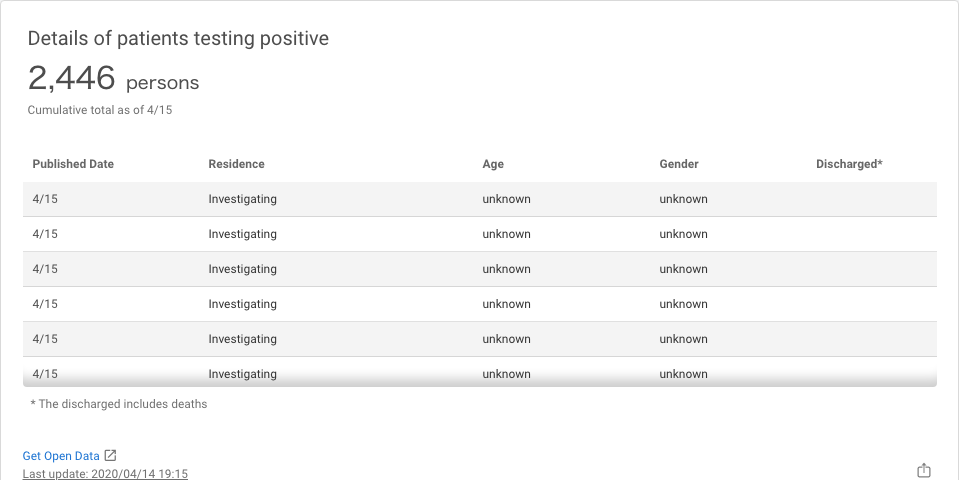 Details of patients testing positive
2,446 persons
Cumulative total as of 4/15
Published Date Residence Age Gender Discharged*
4/15 Investigating unknown unknown
4/15 Investigating unknown unknown
4/15 Investigating unknown unknown
4/15 Investigating unknown unknown
4/15 Investigating unknown unknown
4/15 Investigating unknown unknown
* The discharged includes deaths
Get Open Data
Last update: 2020/04/14 19:15